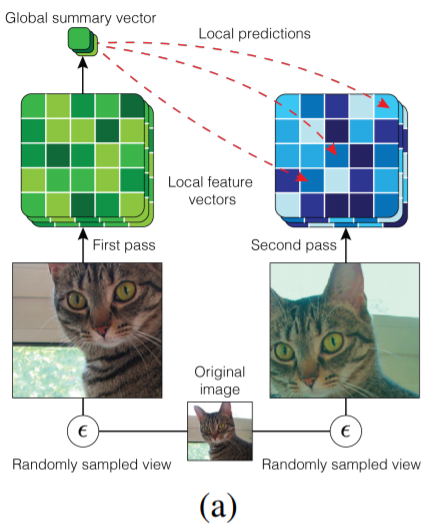 Global summary vector
Local predictions
Local feature
vectors
First pass
Second pass
Original
image
ϵ
ϵ
Randomly sampled view
Randomly sampled view
(a)